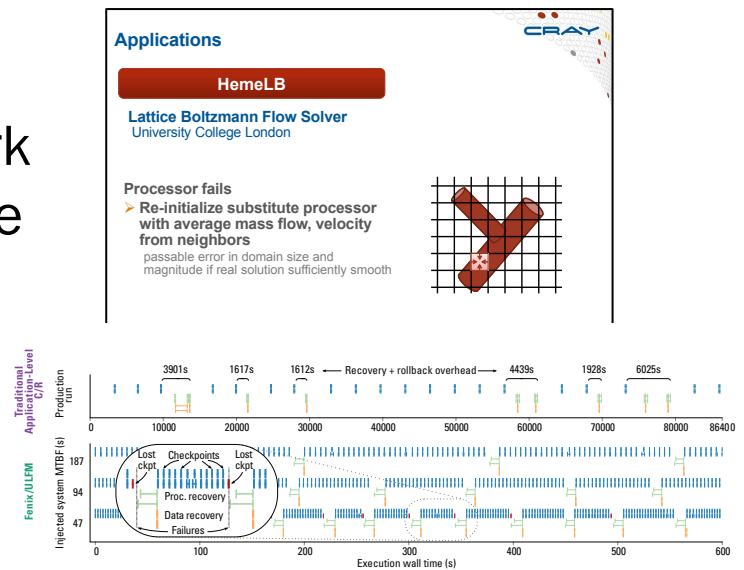 Applications
CRAY
HemeLB
Lattice Boltzmann Flow Solver
University College London
Processor fails
➤ Re-initialize substitute processor
with average mass flow, velocity
from neighbors
passable error in domain size and
magnitude if real solution sufficiently smooth
rk
e
Traditional
Application-Level
C/R
Production
run
3901s
1617s
1612s
Recovery + rollback overhead
4439s
1928s
6025s
0 10000 20000 30000 40000 50000 60000 70000 80000 86400
Fenix/ULFM
Injected system MTBF (s)
187
94
47
Lost
ckpt
Checkpoints
Lost
ckpt
Proc. recovery
Data recovery
Failures
0 100 200 300 400 500 600
Execution wall time (s)